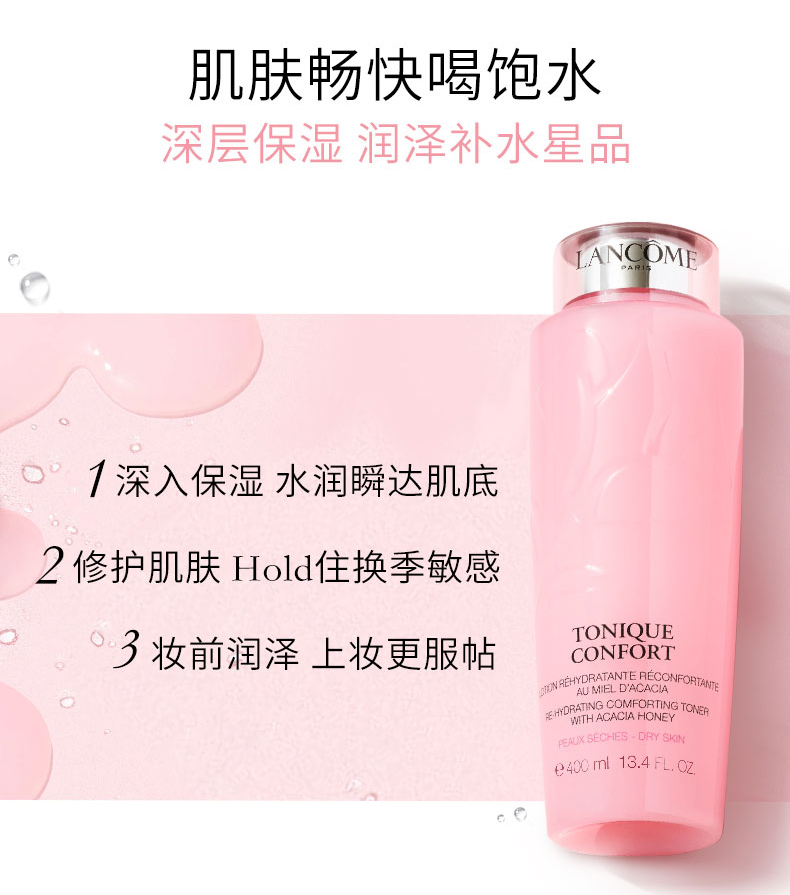 肌肤畅快喝饱水
深层保湿 润泽补水星品
LANCÔME
PARIS
1 深入保湿 水润瞬达肌底
2 修护肌肤 Hold住换季敏感
3 妆前润泽 上妆更服帖
TONIQUE
CONFORT
LOTION RÉHYDRATANTE RÉCONFORTANTE
AU MIEL D'ACACIA
RE-HYDRATING COMFORTING TONER
WITH ACACIA HONEY
PEAUX SÈCHES - DRY SKIN
e 400 ml 13.4 FL. OZ.